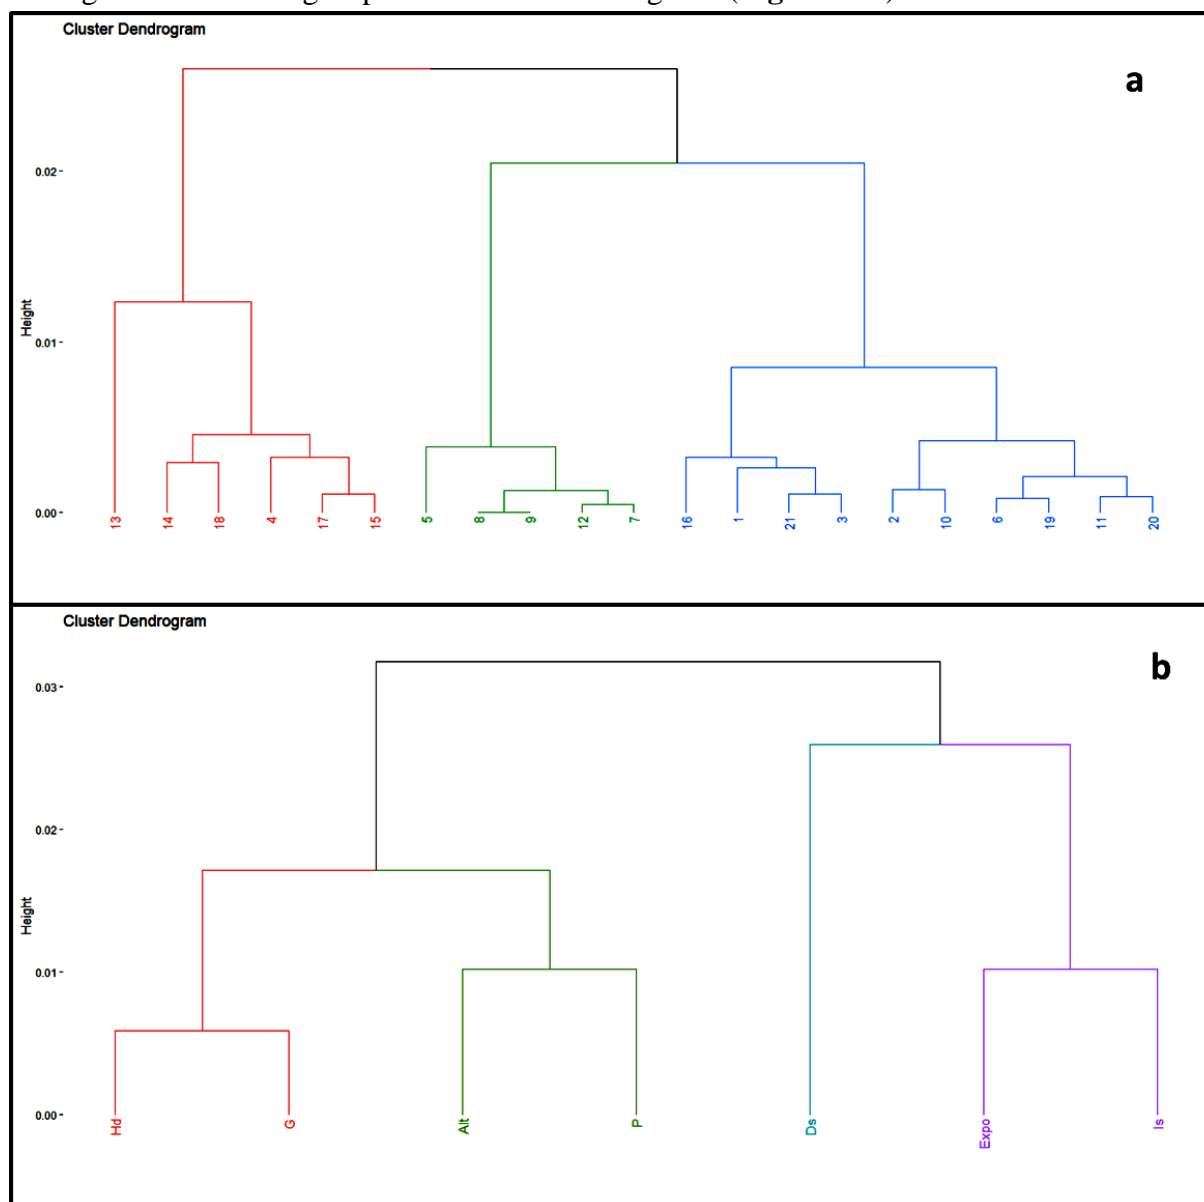 Cluster Dendrogram
a
Height
0.02
0.01
0.00
13 14 18 4 17 15 5 8 9 12 7 16 1 21 3 2 10 6 19 11 20
Cluster Dendrogram
b
Height
0.03
0.02
0.01
0.00
Hd G Alt P Ds Expo Is